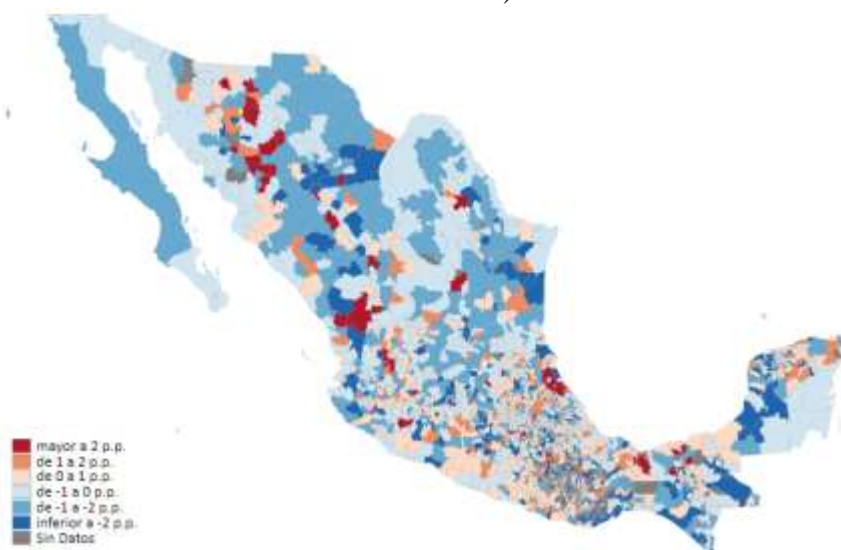 mayor a 2 p.p.
de 1 a 2 p.p.
de 0 a 1 p.p.
de -1 a 0 p.p.
de -1 a -2 p.p.
inferior a -2 p.p.
Sin Datos